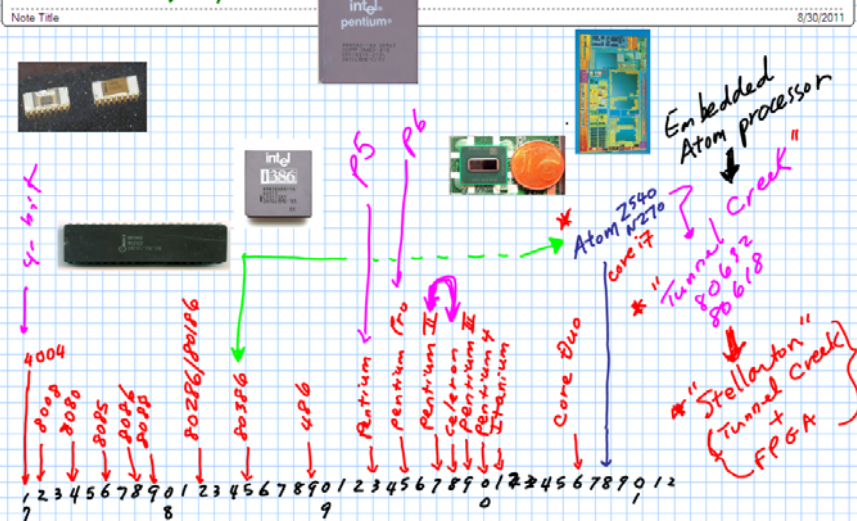 Note Title
8/30/2011
intel
pentium®
intel
i386
4-bit
P5
P6
Embedded
Atom processor
Atom Z540
N270
core i7
* "Tunnel Creek"
80632
80618
* "Stellarton"
(Tunnel Creek)
+
FPGA
4004
8008
8080
8085
8086
8088
80286/80186
80386
486
Pentium
Pentium Pro
Pentium II
Celeron
Pentium III
Pentium 4
Itanium
Core Duo
1 2 3 4 5 6 7 8 9 0 1 2 3 4 5 6 7 8 9 0 1 2 3 4 5 6 7 8 9 0 1 2 3 4 5 6 7 8 9 0 1 2
7 8 9 0 1